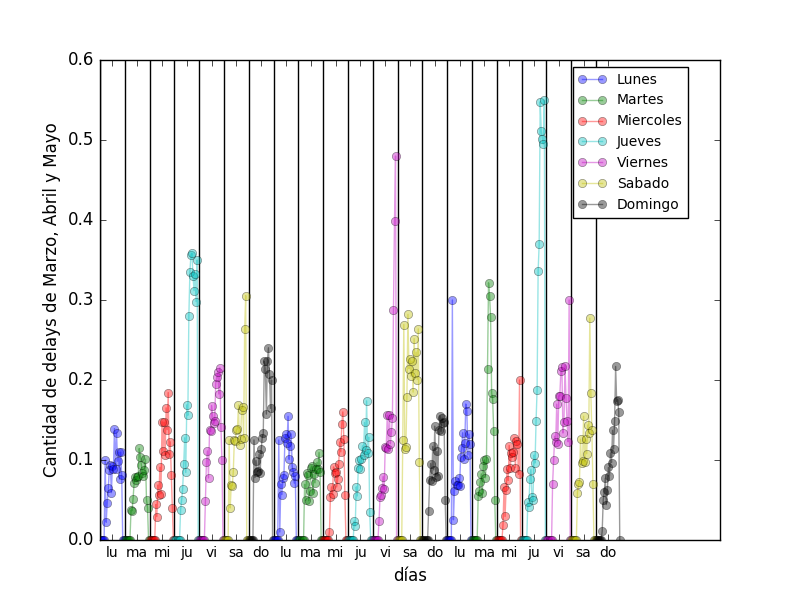 0.6
0.5
0.4
0.3
0.2
0.1
0.0
Cantidad de delays de Marzo, Abril y Mayo
Lunes
Martes
Miercoles
Jueves
Viernes
Sabado
Domingo
lu ma mi ju vi sa do lu ma mi ju vi sa do lu ma mi ju vi sa do
días